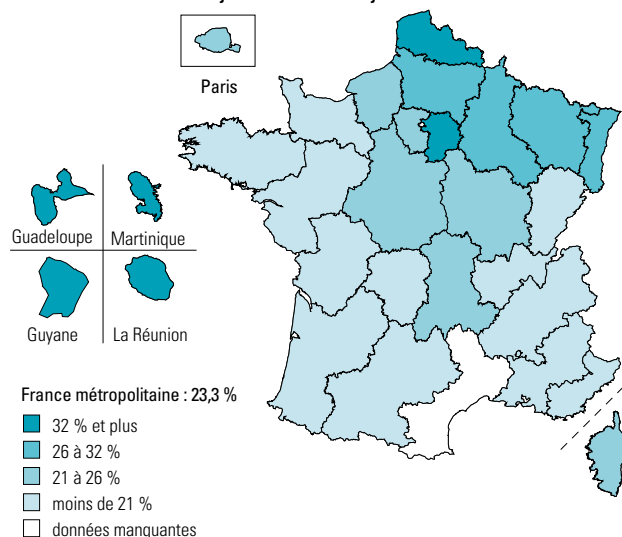 Paris
Guadeloupe
Martinique
Guyane
La Réunion
France métropolitaine : 23,3 %
32 % et plus
26 à 32 %
21 à 26 %
moins de 21 %
données manquantes